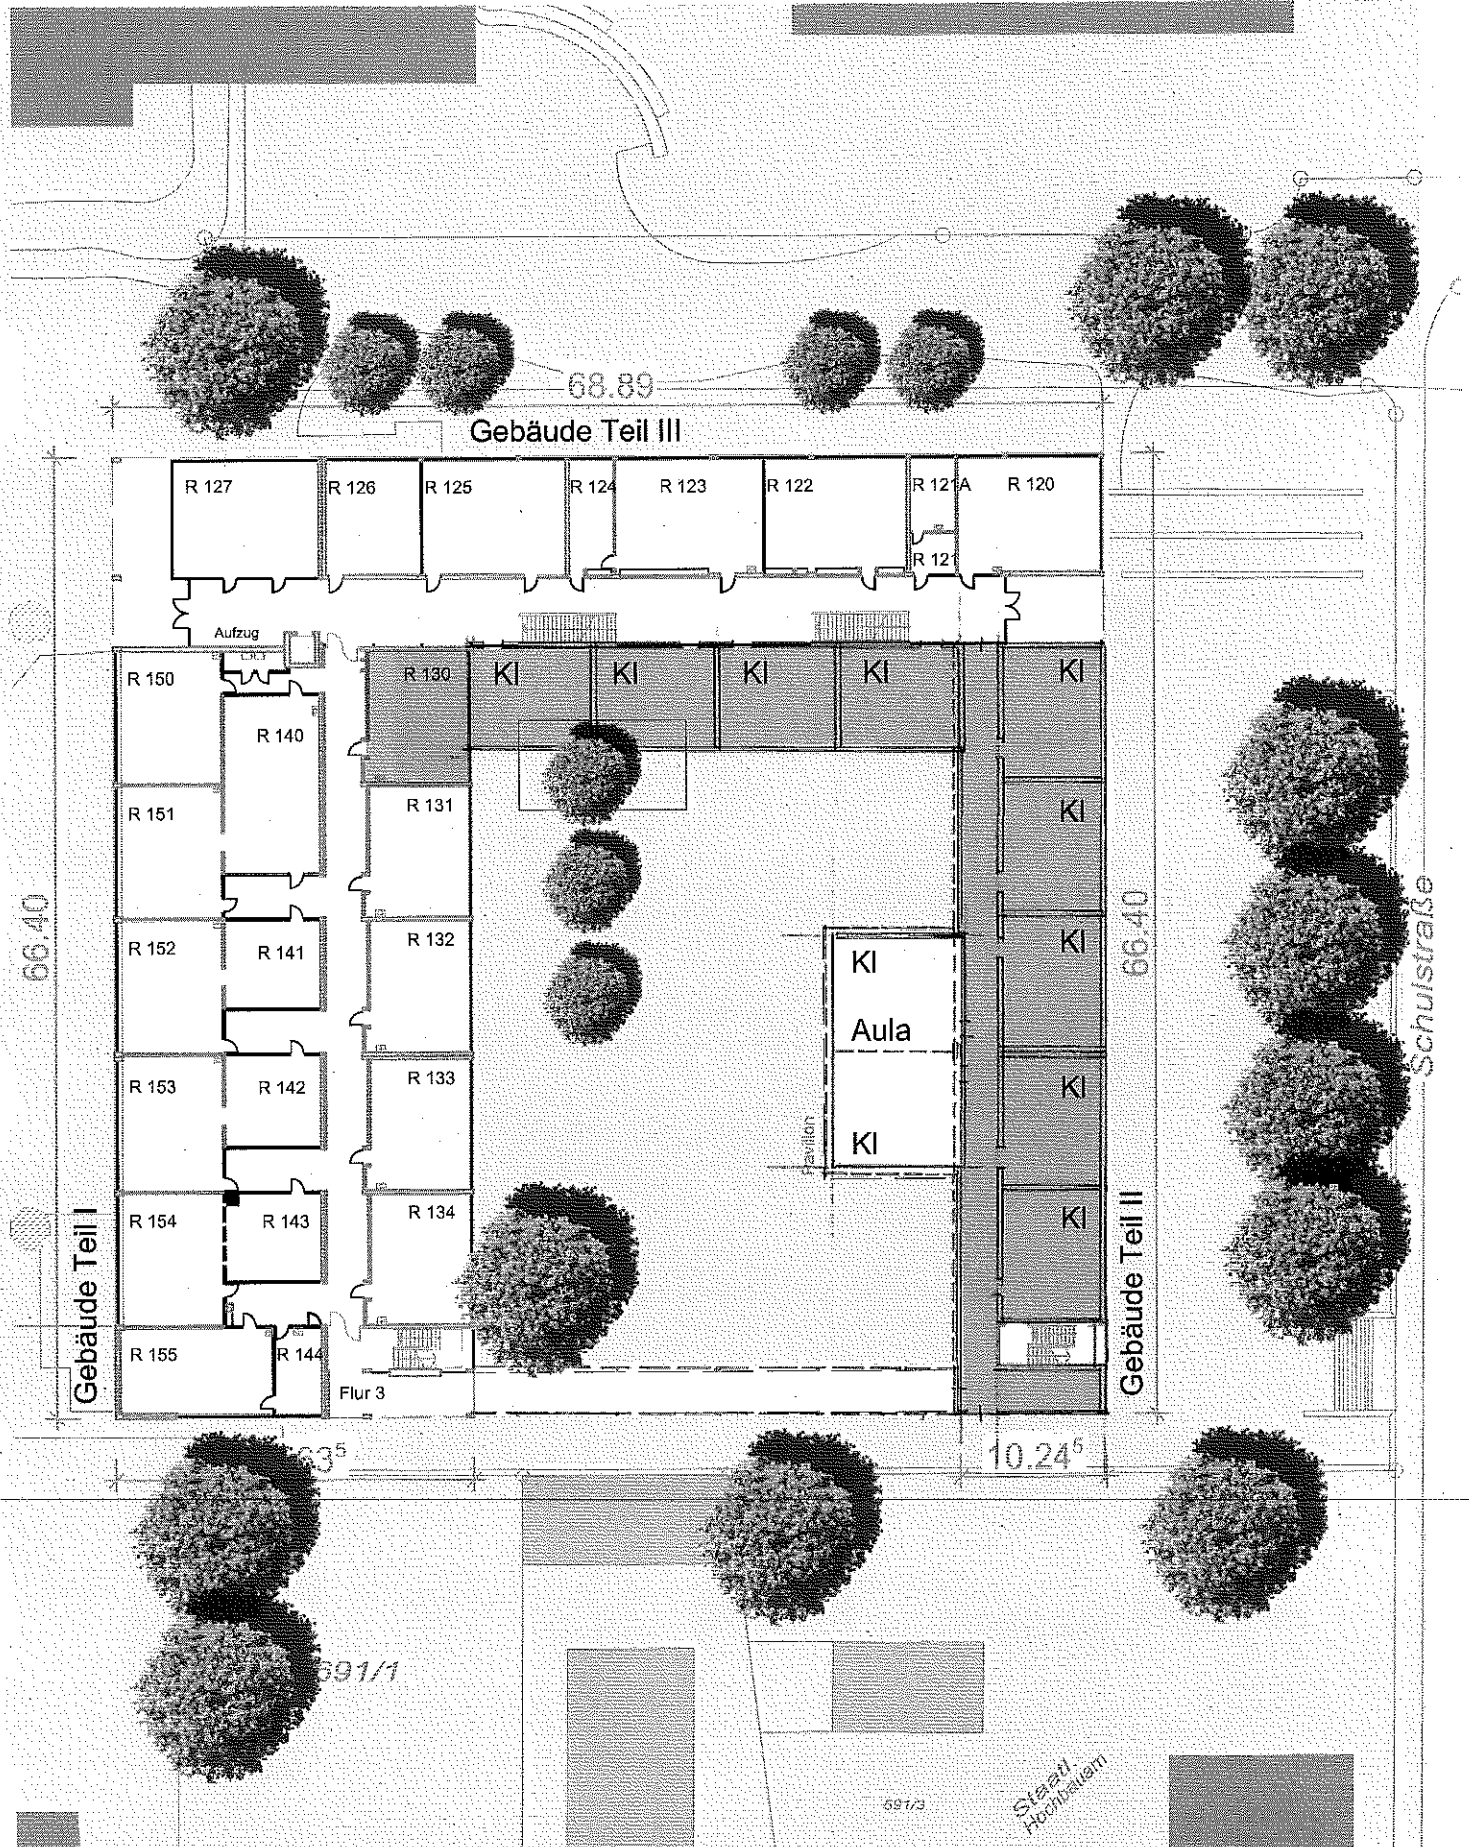 68.89
Gebäude Teil III
R 127
R 126
R 125
R 124
R 123
R 122
R 121A
R 120
R 121
Aufzug
R 150
R 130
Kl
Kl
Kl
Kl
Kl
R 140
R 151
R 131
Kl
66.40
R 152
R 141
R 132
Kl
Kl
66.40
Schulstraße
Aula
R 153
R 142
R 133
Kl
Kl
Pavillon
R 154
R 143
R 134
Kl
Gebäude Teil I
Gebäude Teil II
R 155
R 144
Flur 3
10.24⁵
691/1
691/3
Staatl.
Hochbauam